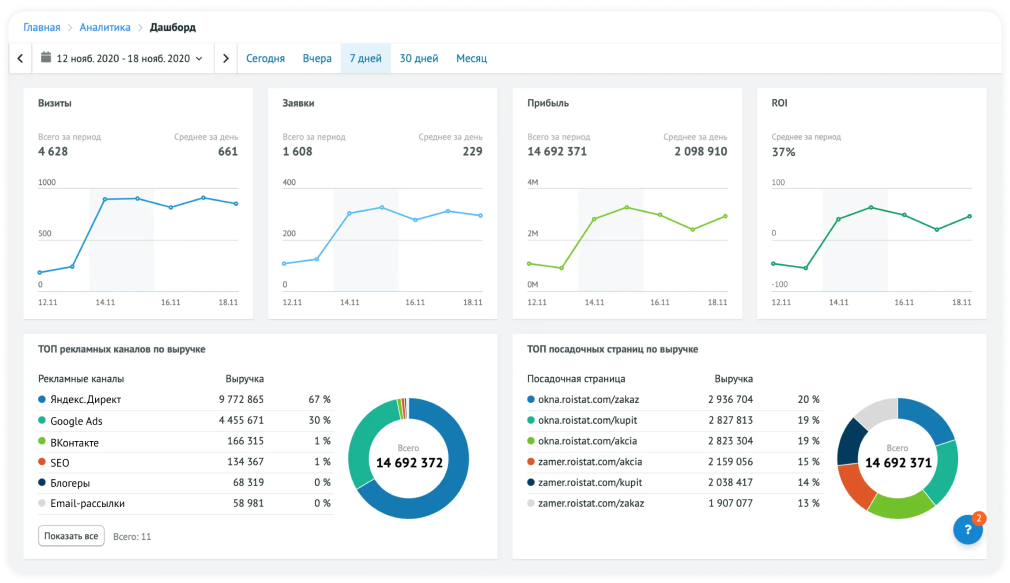 Главная > Аналитика > Дашборд
12 нояб. 2020 - 18 нояб. 2020 Сегодня Вчера 7 дней 30 дней Месяц
Визиты
Всего за период Среднее за день
4 628 661
1000
500
0
12.11 14.11 16.11 18.11
Заявки
Всего за период Среднее за день
1 608 229
400
200
0
12.11 14.11 16.11 18.11
Прибыль
Всего за период Среднее за день
14 692 371 2 098 910
4М
2М
0М
12.11 14.11 16.11 18.11
ROI
Среднее за период
37%
100
0
-100
12.11 14.11 16.11 18.11
ТОП рекламных каналов по выручке
Рекламные каналы Выручка
Яндекс.Директ 9 772 865 67 %
Google Ads 4 455 671 30 %
ВКонтакте 166 315 1 %
SEO 134 367 1 %
Блогеры 68 319 0 %
Email-рассылки 58 981 0 %
Показать все Всего: 11
Всего
14 692 372
ТОП посадочных страниц по выручке
Посадочная страница Выручка
okna.roistat.com/zakaz 2 936 704 20 %
okna.roistat.com/kupit 2 827 813 19 %
okna.roistat.com/akcia 2 823 304 19 %
zamer.roistat.com/akcia 2 159 056 15 %
zamer.roistat.com/kupit 2 038 417 14 %
zamer.roistat.com/zakaz 1 907 077 13 %
Всего
14 692 371
2
?